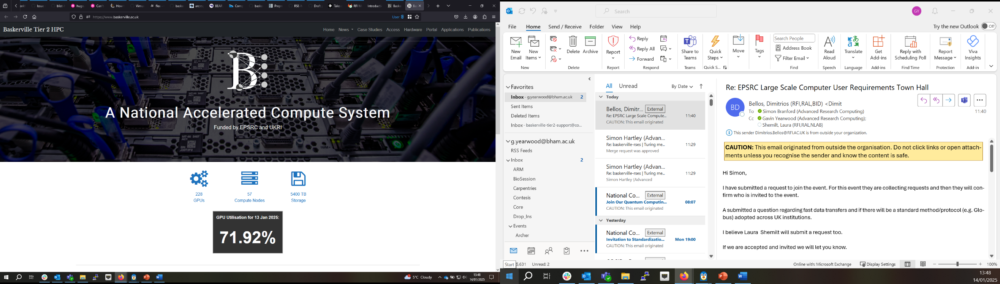 Issue
blist-
hugo
Can't
How
Vimu
flex -
baske
arcɪrs
BEAR
Comp
baske
Prepa
RSE-M
Draft
Tales
RFI M
Introducti
Baske
Ba
https://www.baskerville.ac.uk
User
Baskerville Tier 2 HPC
Home News Case Studies Access Hardware Portal Applications Publications
A National Accelerated Compute System
Funded by EPSRC and UKRI
228
GPUs
57
Compute Nodes
5400 TB
Storage
GPU Utilisation for 13 Jan 2025:
71.92%
5°C Cloudy
13:48
14/01/2025
Search
GY
File Home Send / Receive Folder View Help
Try the new Outlook Off
New
Email
New
Items
New
Delete
Archive
Delete
Report
Report
Reply
Reply All
Forward
Respond
Share to
Teams
Teams
Quick
Steps
Quick S...
Move
Tags
Search People
Address Book
Filter Email
Find
Read
Aloud
Speech
Translate
Language
Get
Add-ins
Add-ins
Reply with
Scheduling Poll
Find Time
Report
Message
Protection
Viva
Insights
Add-in
Favorites
Inbox - g.yearwood@bham.ac.uk 2
Sent Items
Deleted Items
Inbox - baskerville-tier2-support@co...
g.yearwood@bham.ac.uk
RSS Feeds
Inbox 2
ARM
BioSession
Carpentries
Contesis
Core
Drop_Ins
Events
Archer
All Unread By Date
Today
Bellos, Dimitr... External
Re: EPSRC Large Scale Compute... 11:40
CAUTION: This email originated
Simon Hartley (Advan...
Re: baskerville-rses | Turing me... 11:29
Merge request was approved
Simon Hartley (Advan...
Re: baskerville-rses | Turing me... 11:29
Simon Hartley (Advanced
National Co... External
Join Our Quantum Computin... 08:07
CAUTION: This email originated
Yesterday
National Co... External
Invitation to Standardizatio... Mon 19:00
CAUTION: This email originated
Re: EPSRC Large Scale Computer User Requirements Town Hall
BD
Bellos, Dimitrios (RFI,RAL,BID) <Dimit
To Simon Branford (Advanced Research Computing)
Cc Gavin Yearwood (Advanced Research Computing);
Shemilt, Laura (RFI,RAL,NLAB)
11:40
This sender Dimitrios.Bellos@RFI.AC.UK is from outside your organization.
CAUTION: This email originated from outside the organisation. Do not click links or open attach-
ments unless you recognise the sender and know the content is safe.
Hi Simon,
I have submitted a request to join the event. For this event they are collecting requests and then they will con-
firm who is invited to the event.
A submitted a question regarding fast data transfers and if there will be a standard method/protocol (e.g. Glo-
bus) adopted across UK institutions.
I believe Laura Shemilt will submit a request too.
If we are accepted and invited we will let you know.
Start 5,631 Unread: 2
Online with: Microsoft Exchange Display Settings 100%
13:48
14/01/2025